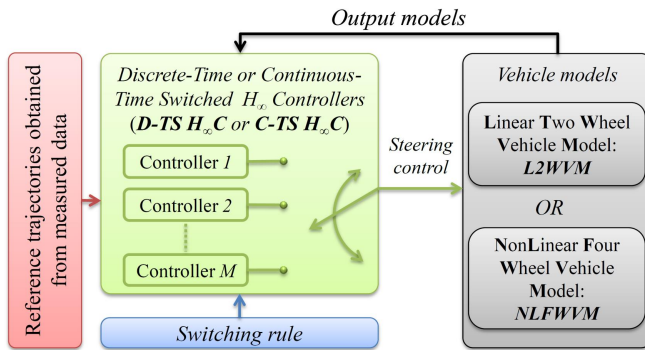 Output models
Reference trajectories obtained
from measured data
Discrete-Time or Continuous-
Time Switched H∞ Controllers
(D-TS H∞C or C-TS H∞C)
Controller 1
Controller 2
Controller M
Switching rule
Steering
control
Vehicle models
Linear Two Wheel
Vehicle Model:
L2WVM
OR
NonLinear Four
Wheel Vehicle
Model:
NLFWVM